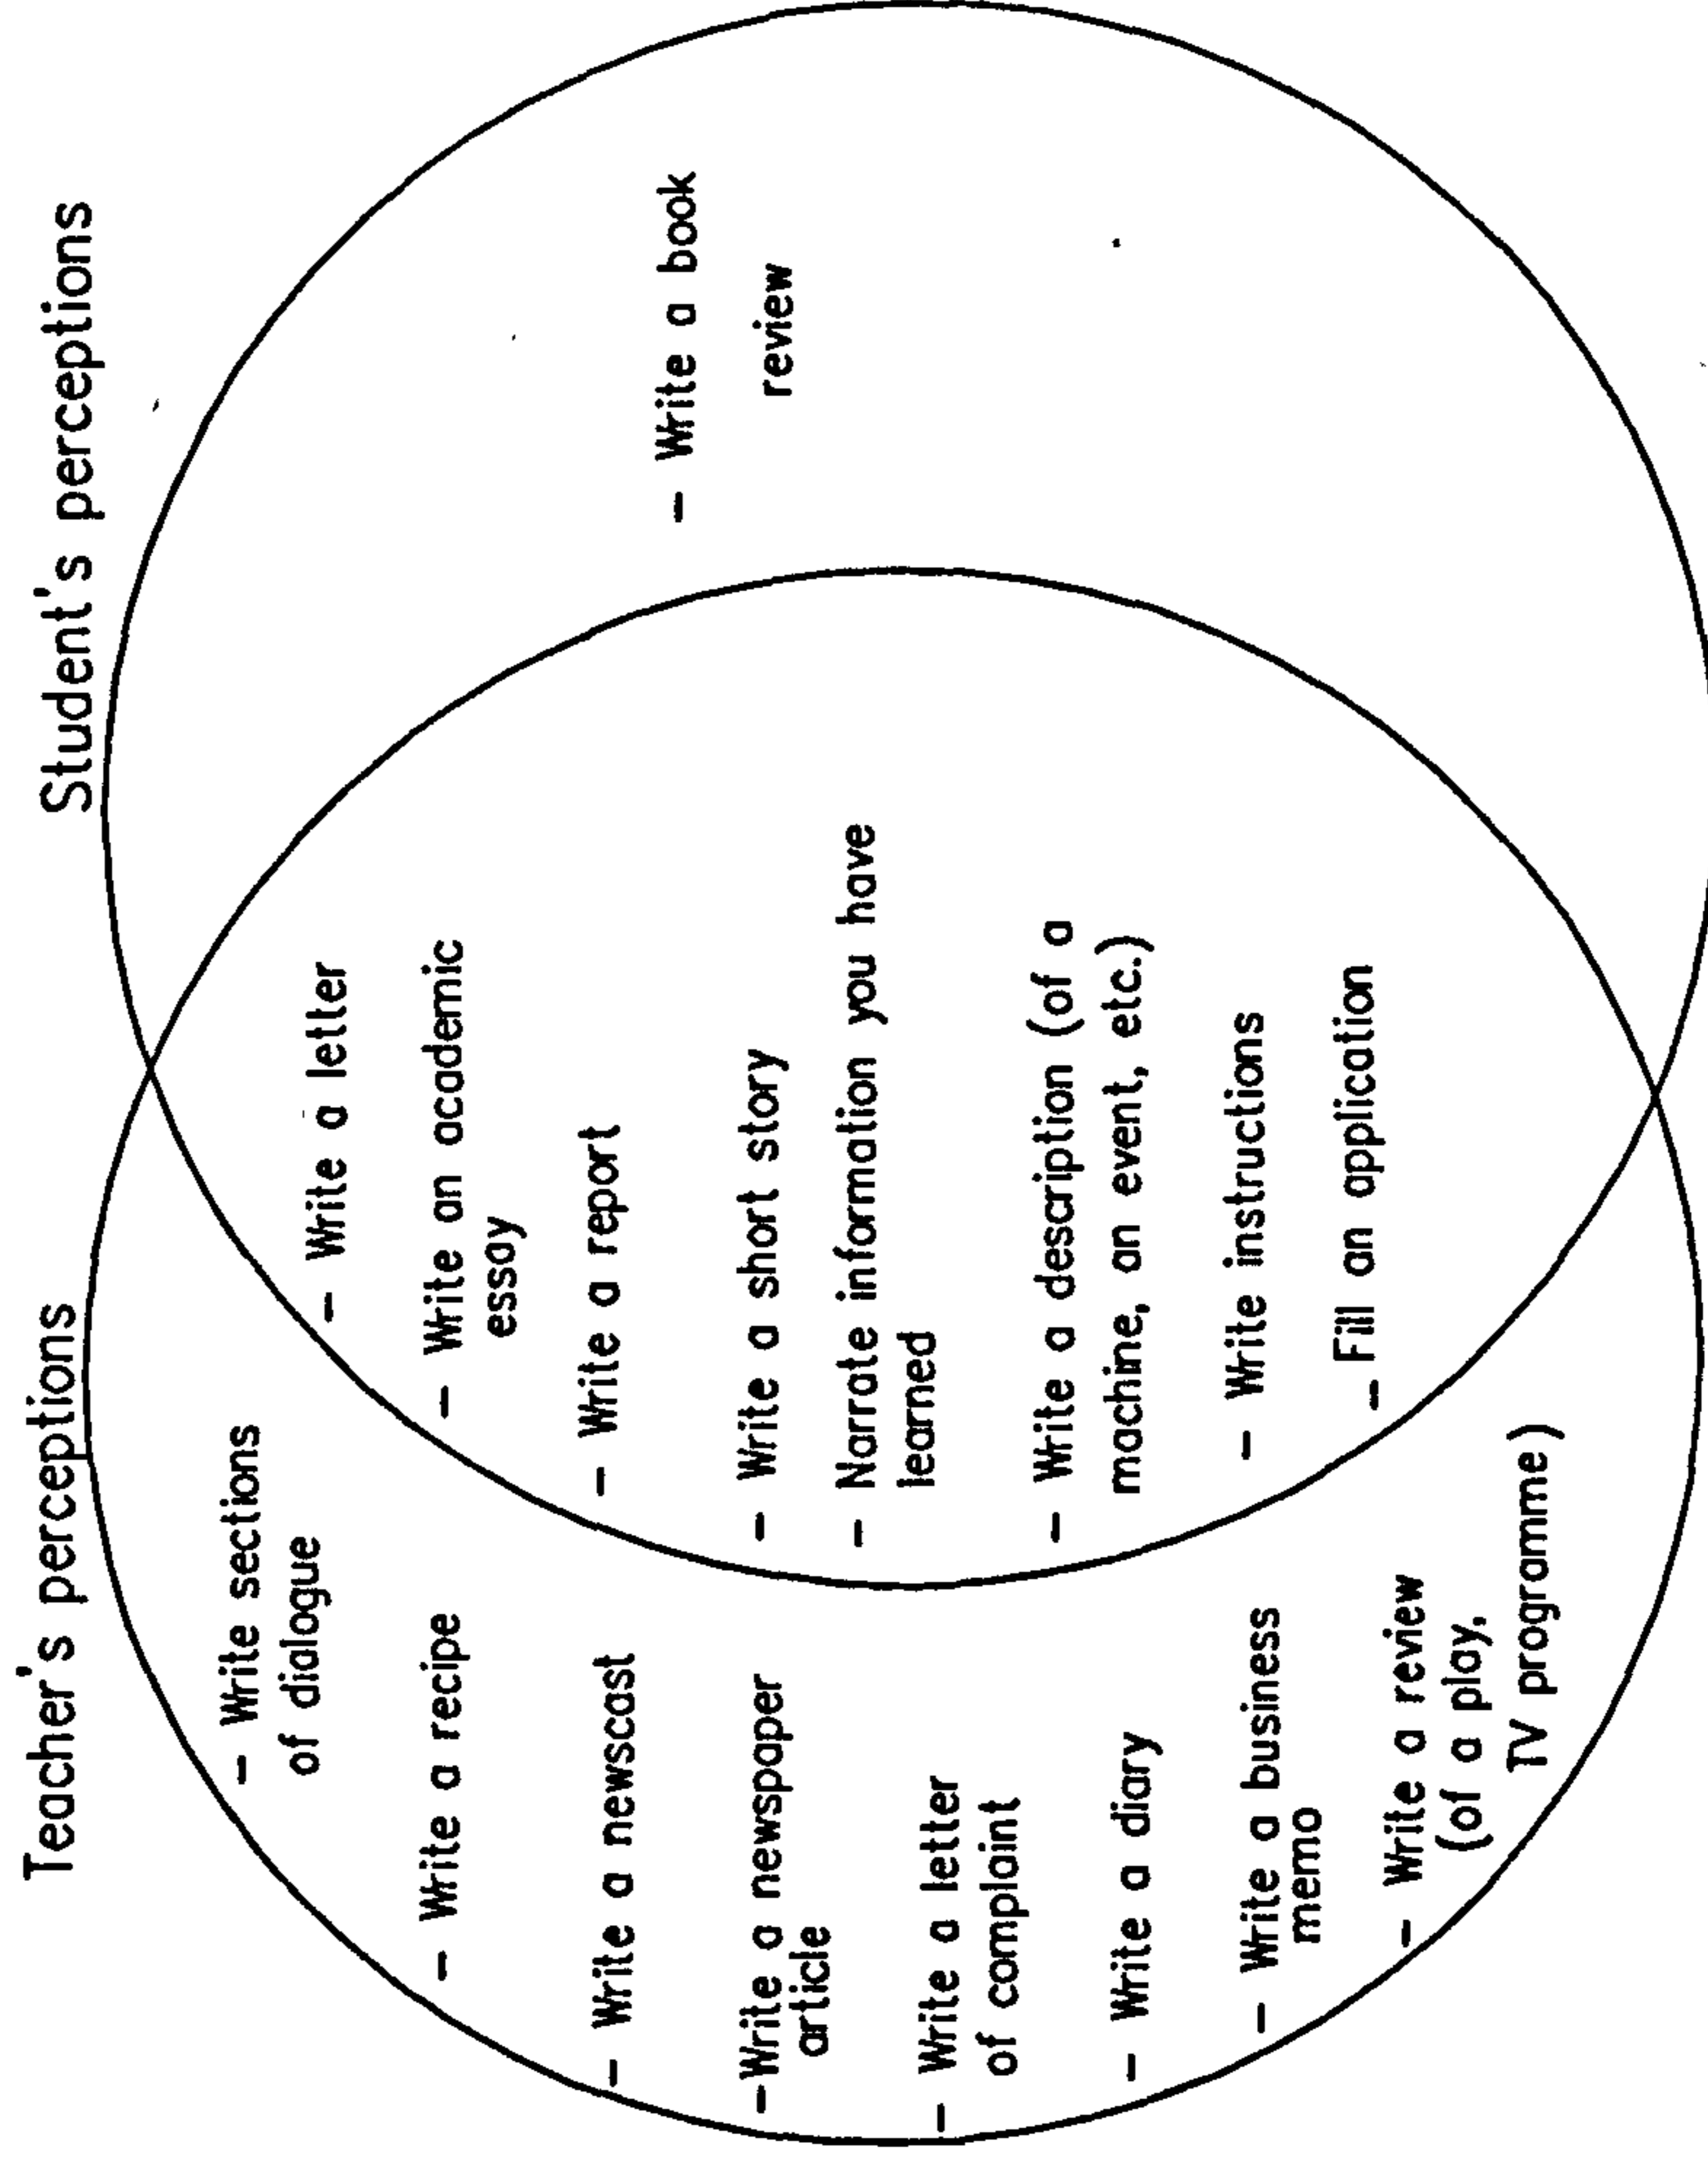 Teacher's perceptions
Student's perceptions
- Write sections
of dialogue
- Write a recipe
- Write a newscast
-Write a newspaper
article
- Write a letter
of complaint
- Write a diary
- Write a business
memo
- Write a review
(of a play,
TV programme)
- Write a letter
- Write an academic
essay
- Write a report
- Write a short story
- Narrate information you have
learned
- Write a description (of a
machine, an event, etc.)
- Write instructions
- Fill an application
- Write a book
review